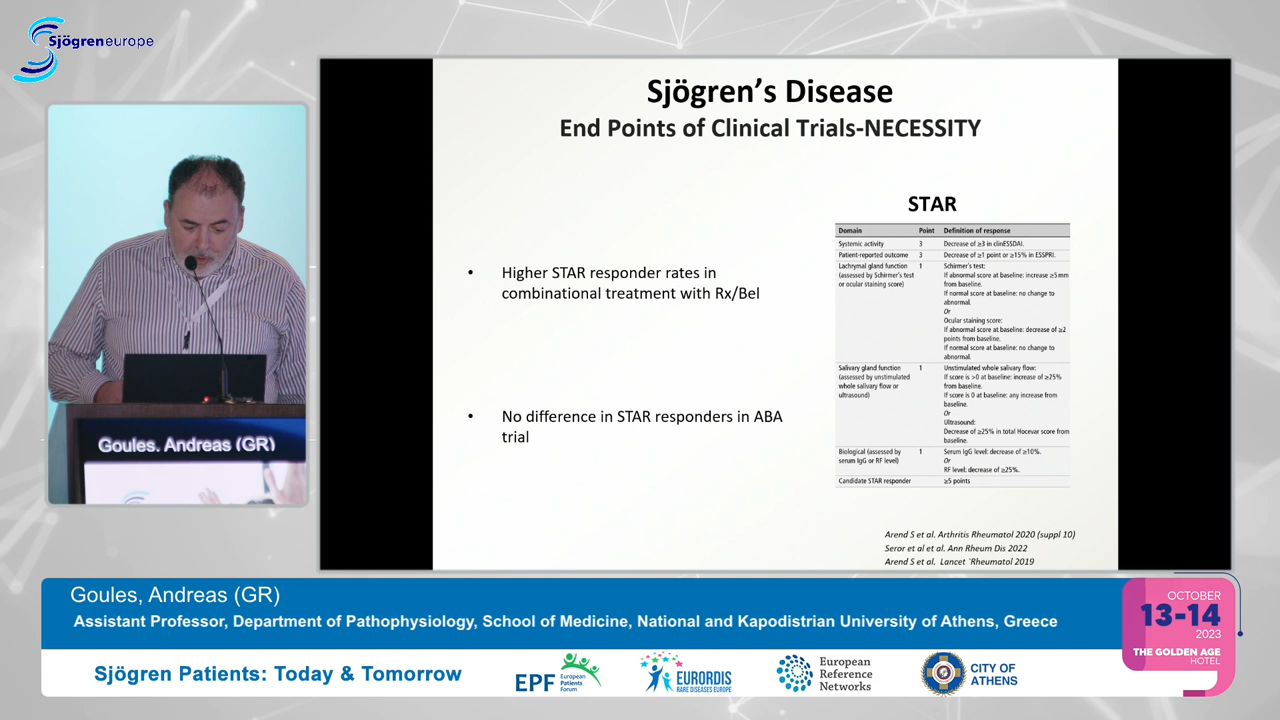 Sjögreneurope
Sjögren's Disease
End Points of Clinical Trials-NECESSITY
• Higher STAR responder rates in
combinational treatment with Rx/Bel
• No difference in STAR responders in ABA
trial
STAR
Domain Point Definition of response
Systemic activity 3 Decrease of ≥3 in clinESSDAI.
Patient-reported outcome 3 Decrease of ≥1 point or ≥15% in ESSPRI.
Lachrymal gland function 1 Schirmer's test:
(assessed by Schirmer's test If abnormal score at baseline: increase ≥5 mm
or ocular staining score) from baseline.
If normal score at baseline: no change to
abnormal.
Or
Ocular staining score:
If abnormal score at baseline: decrease of ≥2
points from baseline.
If normal score at baseline: no change to
abnormal.
Salivary gland function 1 Unstimulated whole salivary flow:
(assessed by unstimulated If score is >0 at baseline: increase of ≥25%
whole salivary flow or from baseline.
ultrasound) If score is 0 at baseline: any increase from
baseline.
Or
Ultrasound:
Decrease of ≥25% in total Hocevar score from
baseline.
Biological (assessed by 1 Serum IgG level: decrease of ≥10%.
serum IgG or RF level) Or
RF level: decrease of ≥25%.
Candidate STAR responder ≥5 points
Arend S et al. Arthritis Rheumatol 2020 (suppl 10)
Seror et al et al. Ann Rheum Dis 2022
Arend S et al. Lancet `Rheumatol 2019
Goules, Andreas (GR)
Goules, Andreas (GR)
Assistant Professor, Department of Pathophysiology, School of Medicine, National and Kapodistrian University of Athens, Greece
OCTOBER
13-14
2023
THE GOLDEN AGE
HOTEL
Sjögren Patients: Today & Tomorrow
EPF European
Patients
Forum
EURORDIS
RARE DISEASES EUROPE
European
Reference
Networks
CITY OF
ATHENS